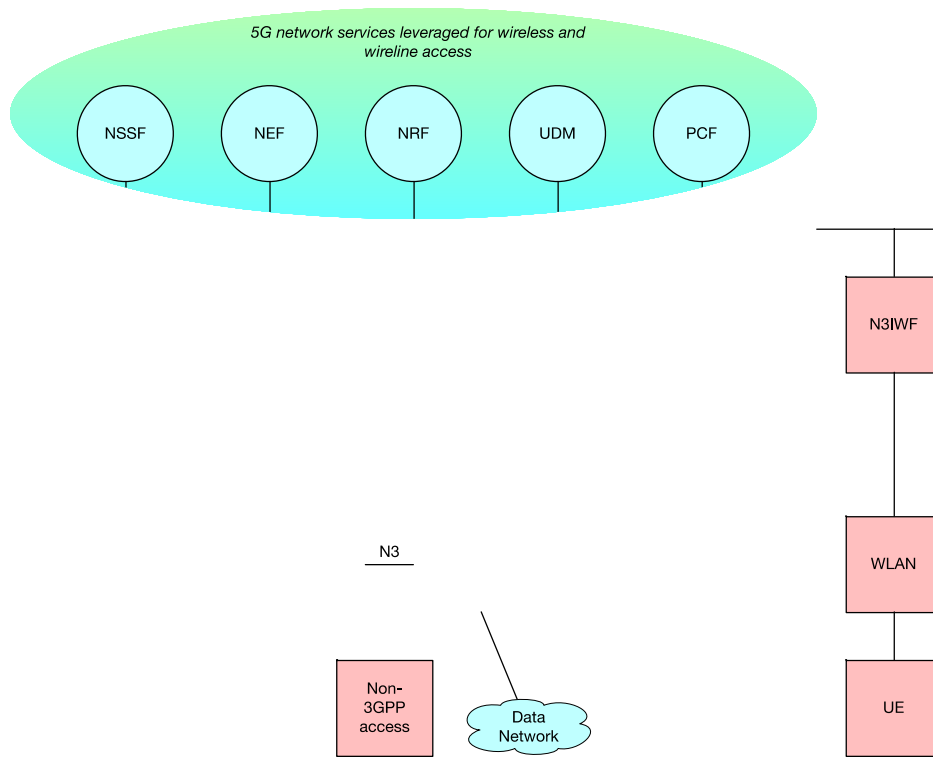 5G network services leveraged for wireless and
wireline access
NSSF
NEF
NRF
UDM
PCF
N3IWF
N3
WLAN
Non-
3GPP
access
Data
Network
UE